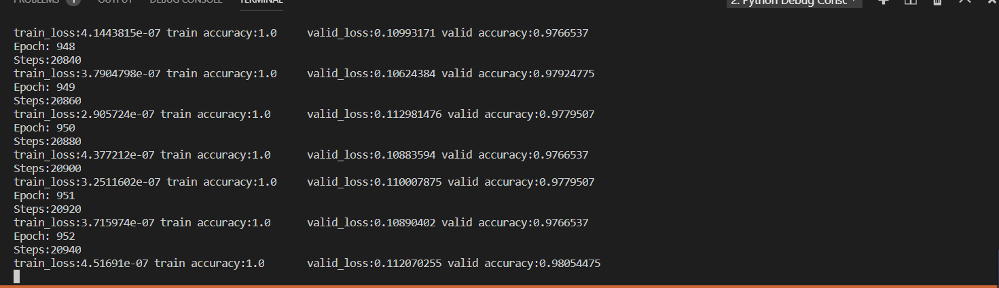 PROBLEMS 1 OUTPUT DEBUG CONSOLE TERMINAL 2: Python Debug Consc
train_loss:4.1443815e-07 train accuracy:1.0 valid_loss:0.10993171 valid accuracy:0.9766537
Epoch: 948
Steps:20840
train_loss:3.7904798e-07 train accuracy:1.0 valid_loss:0.10624384 valid accuracy:0.97924775
Epoch: 949
Steps:20860
train_loss:2.905724e-07 train accuracy:1.0 valid_loss:0.112981476 valid accuracy:0.9779507
Epoch: 950
Steps:20880
train_loss:4.377212e-07 train accuracy:1.0 valid_loss:0.10883594 valid accuracy:0.9766537
Steps:20900
train_loss:3.2511602e-07 train accuracy:1.0 valid_loss:0.110007875 valid accuracy:0.9779507
Epoch: 951
Steps:20920
train_loss:3.715974e-07 train accuracy:1.0 valid_loss:0.10890402 valid accuracy:0.9766537
Epoch: 952
Steps:20940
train_loss:4.51691e-07 train accuracy:1.0 valid_loss:0.112070255 valid accuracy:0.98054475